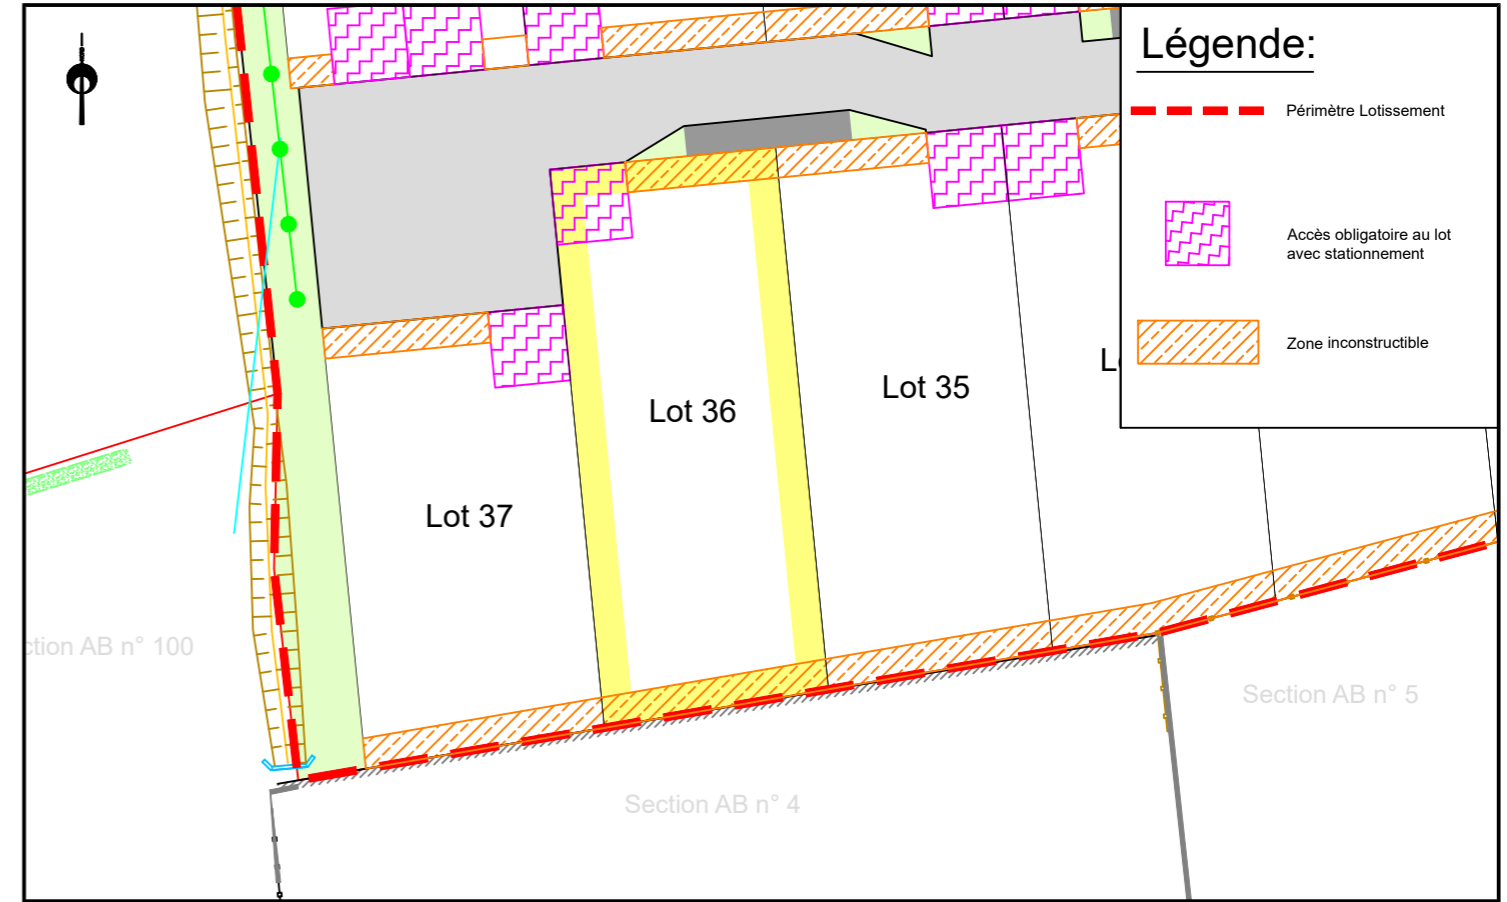 Légende:
Périmètre Lotissement
Accès obligatoire au lot
avec stationnement
Zone inconstructible
Lot 35
Lot 36
Lot 37
ction AB n° 100
Section AB n° 5
Section AB n° 4